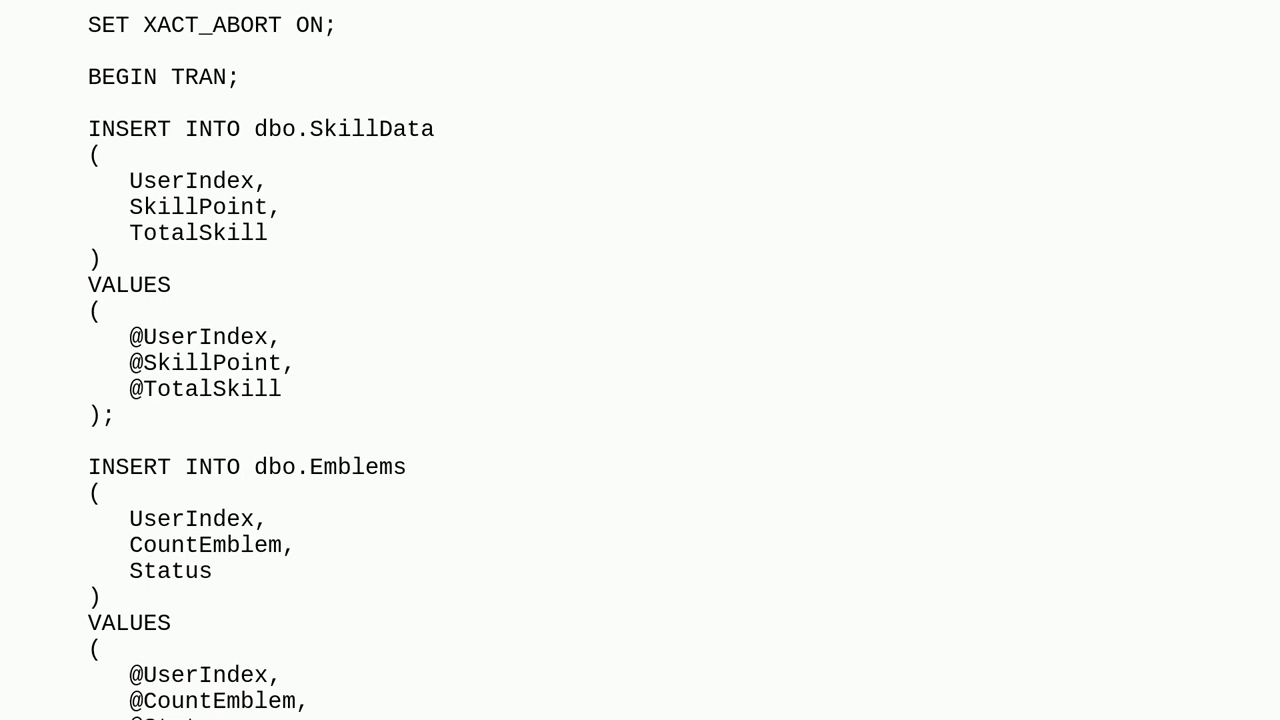 SET XACT_ABORT ON;
BEGIN TRAN;
INSERT INTO dbo.SkillData
(
UserIndex,
SkillPoint,
TotalSkill
)
VALUES
(
@UserIndex,
@SkillPoint,
@TotalSkill
);
INSERT INTO dbo.Emblems
(
UserIndex,
CountEmblem,
Status
)
VALUES
(
@UserIndex,
@CountEmblem,